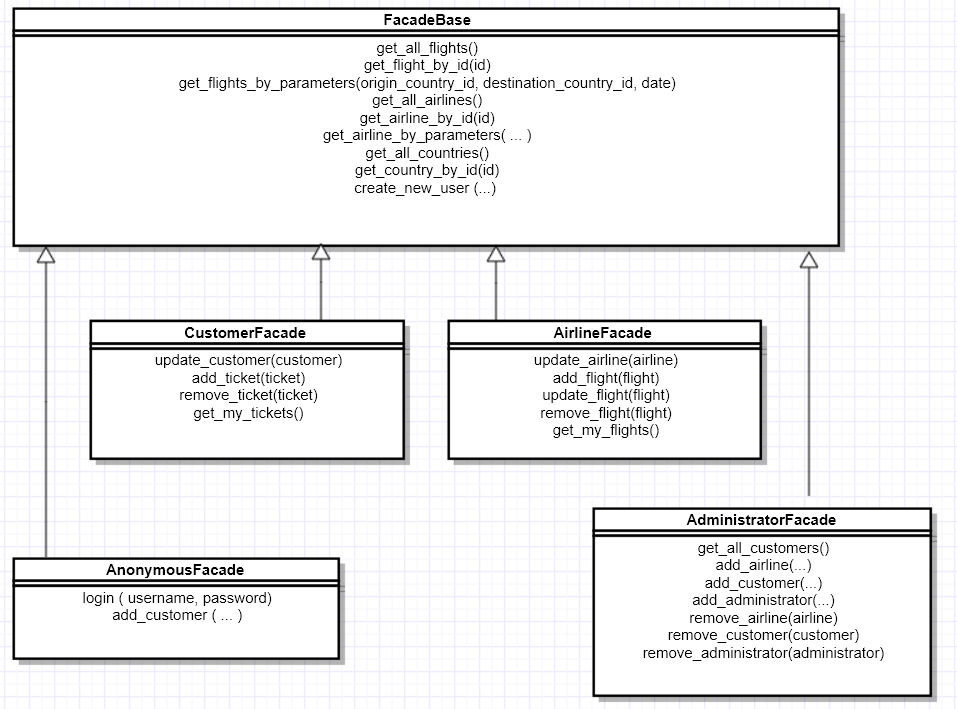 FacadeBase
get_all_flights()
get_flight_by_id(id)
get_flights_by_parameters(origin_country_id, destination_country_id, date)
get_all_airlines()
get_airline_by_id(id)
get_airline_by_parameters( ... )
get_all_countries()
get_country_by_id(id)
create_new_user (...)
CustomerFacade
update_customer(customer)
add_ticket(ticket)
remove_ticket(ticket)
get_my_tickets()
AirlineFacade
update_airline(airline)
add_flight(flight)
update_flight(flight)
remove_flight(flight)
get_my_flights()
AnonymousFacade
login ( username, password)
add_customer ( ... )
AdministratorFacade
get_all_customers()
add_airline(...)
add_customer(...)
add_administrator(...)
remove_airline(airline)
remove_customer(customer)
remove_administrator(administrator)